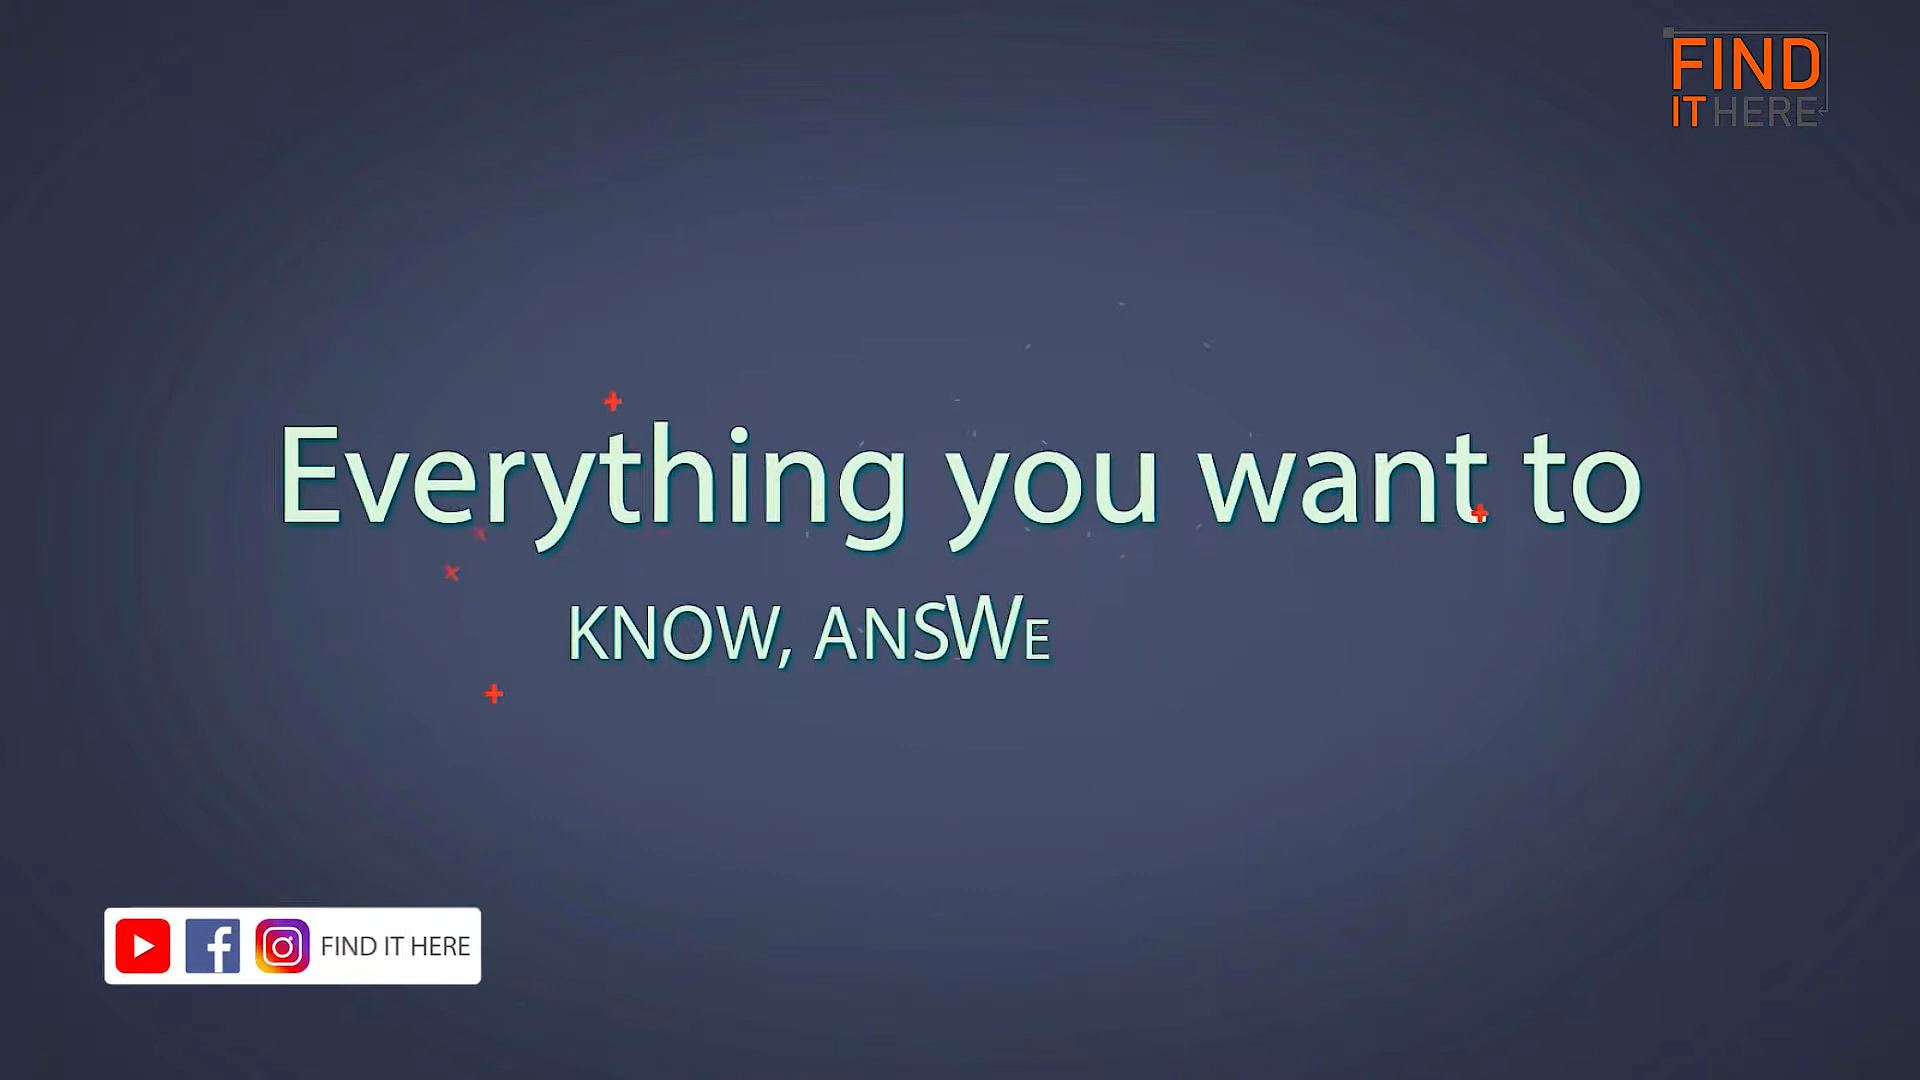 FIND
IT HERE
Everything you want to
KNOW, ANSWE
FIND IT HERE